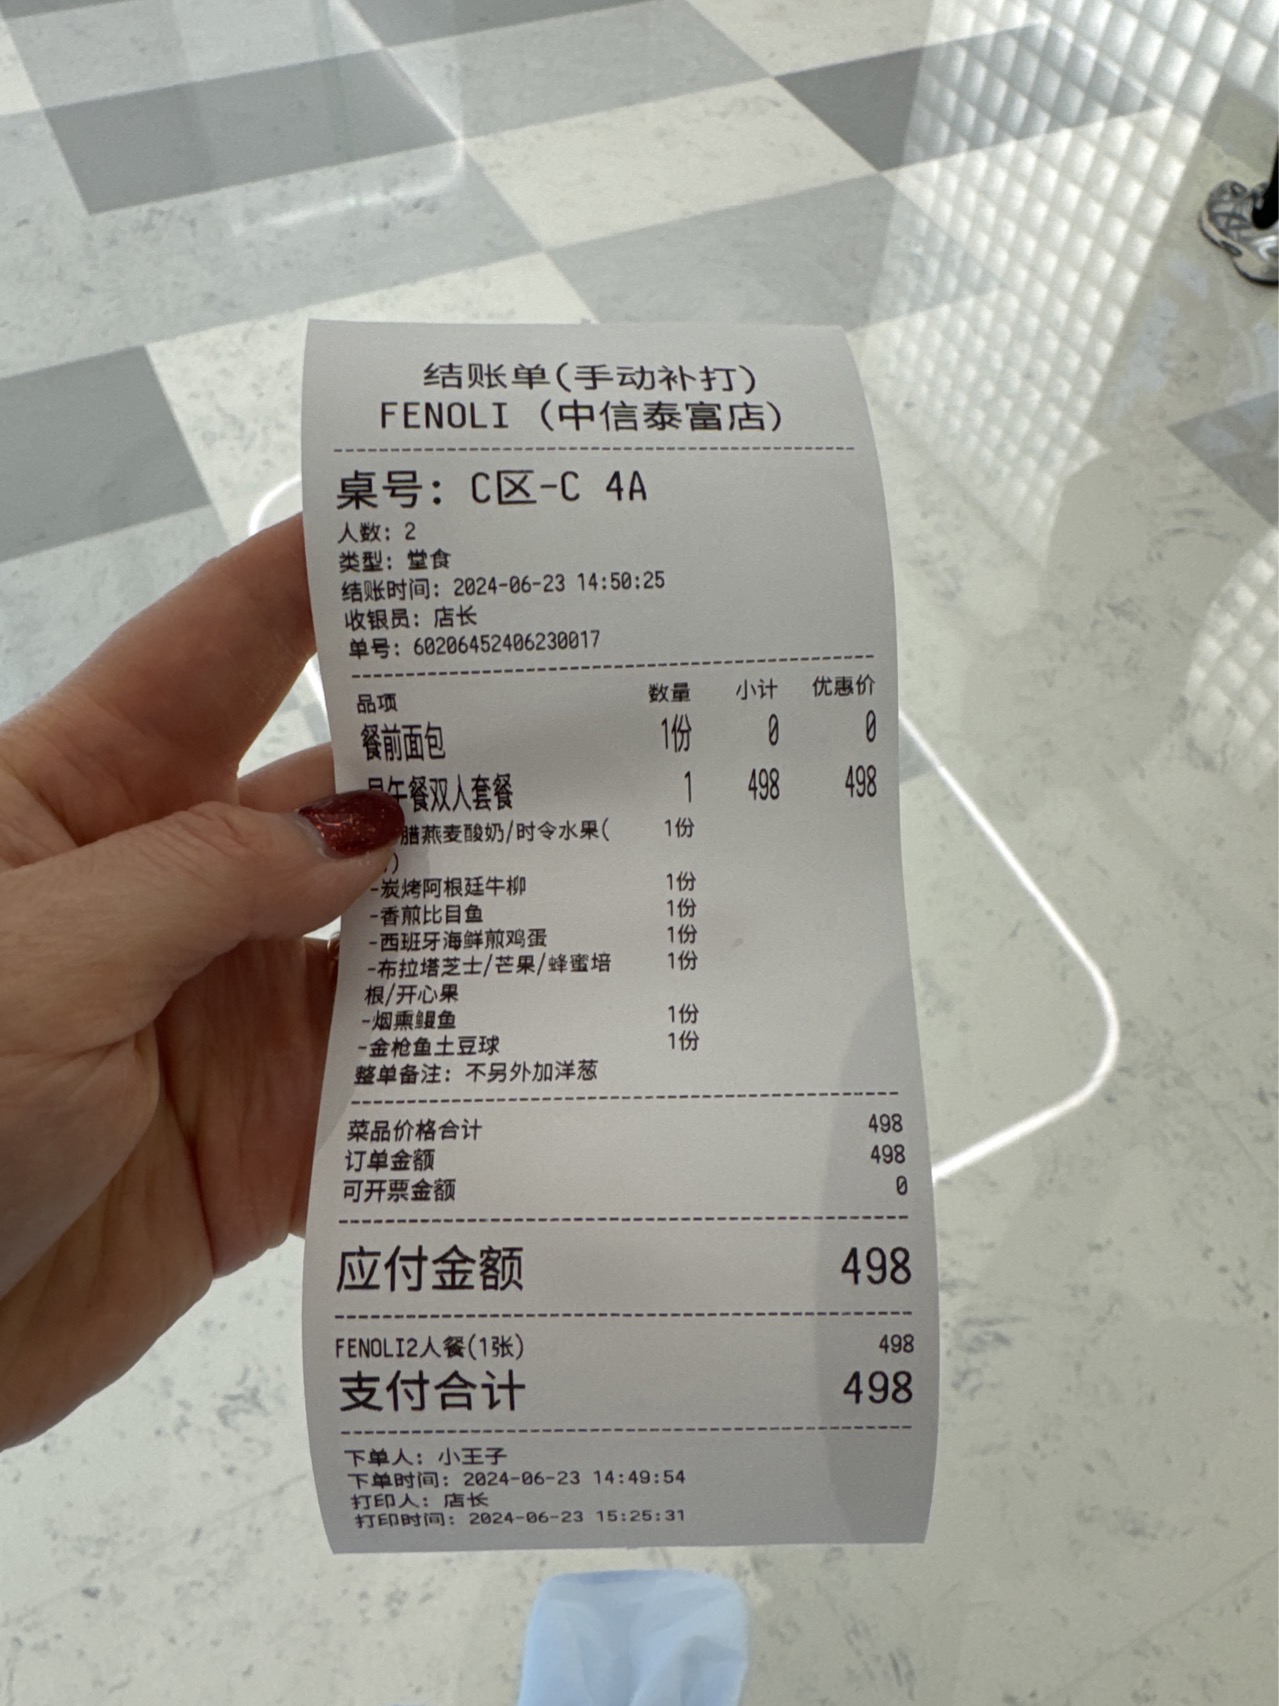 结账单(手动补打)
FENOLI (中信泰富店)
桌号: C区-C 4A
人数: 2
类型: 堂食
结账时间: 2024-06-23 14:50:25
收银员: 店长
单号: 60206452406230017
品项 数量 小计 优惠价
餐前面包 1份 0 0
午餐双人套餐 1 498 498
腊燕麦酸奶/时令水果( 1份
)
-炭烤阿根廷牛柳 1份
-香煎比目鱼 1份
-西班牙海鲜煎鸡蛋 1份
-布拉塔芝士/芒果/蜂蜜培 1份
根/开心果
-烟熏鳗鱼 1份
-金枪鱼土豆球 1份
整单备注: 不另外加洋葱
菜品价格合计 498
订单金额 498
可开票金额 0
应付金额 498
FENOLI2人餐(1张) 498
支付合计 498
下单人: 小王子
下单时间: 2024-06-23 14:49:54
打印人: 店长
打印时间: 2024-06-23 15:25:31